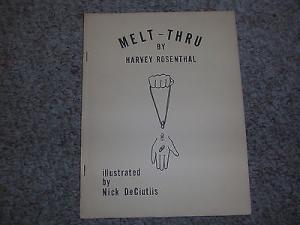 MELT-THRU
BY
HARVEY ROSENTHAL
illustrated
by
Nick DeCiutiis